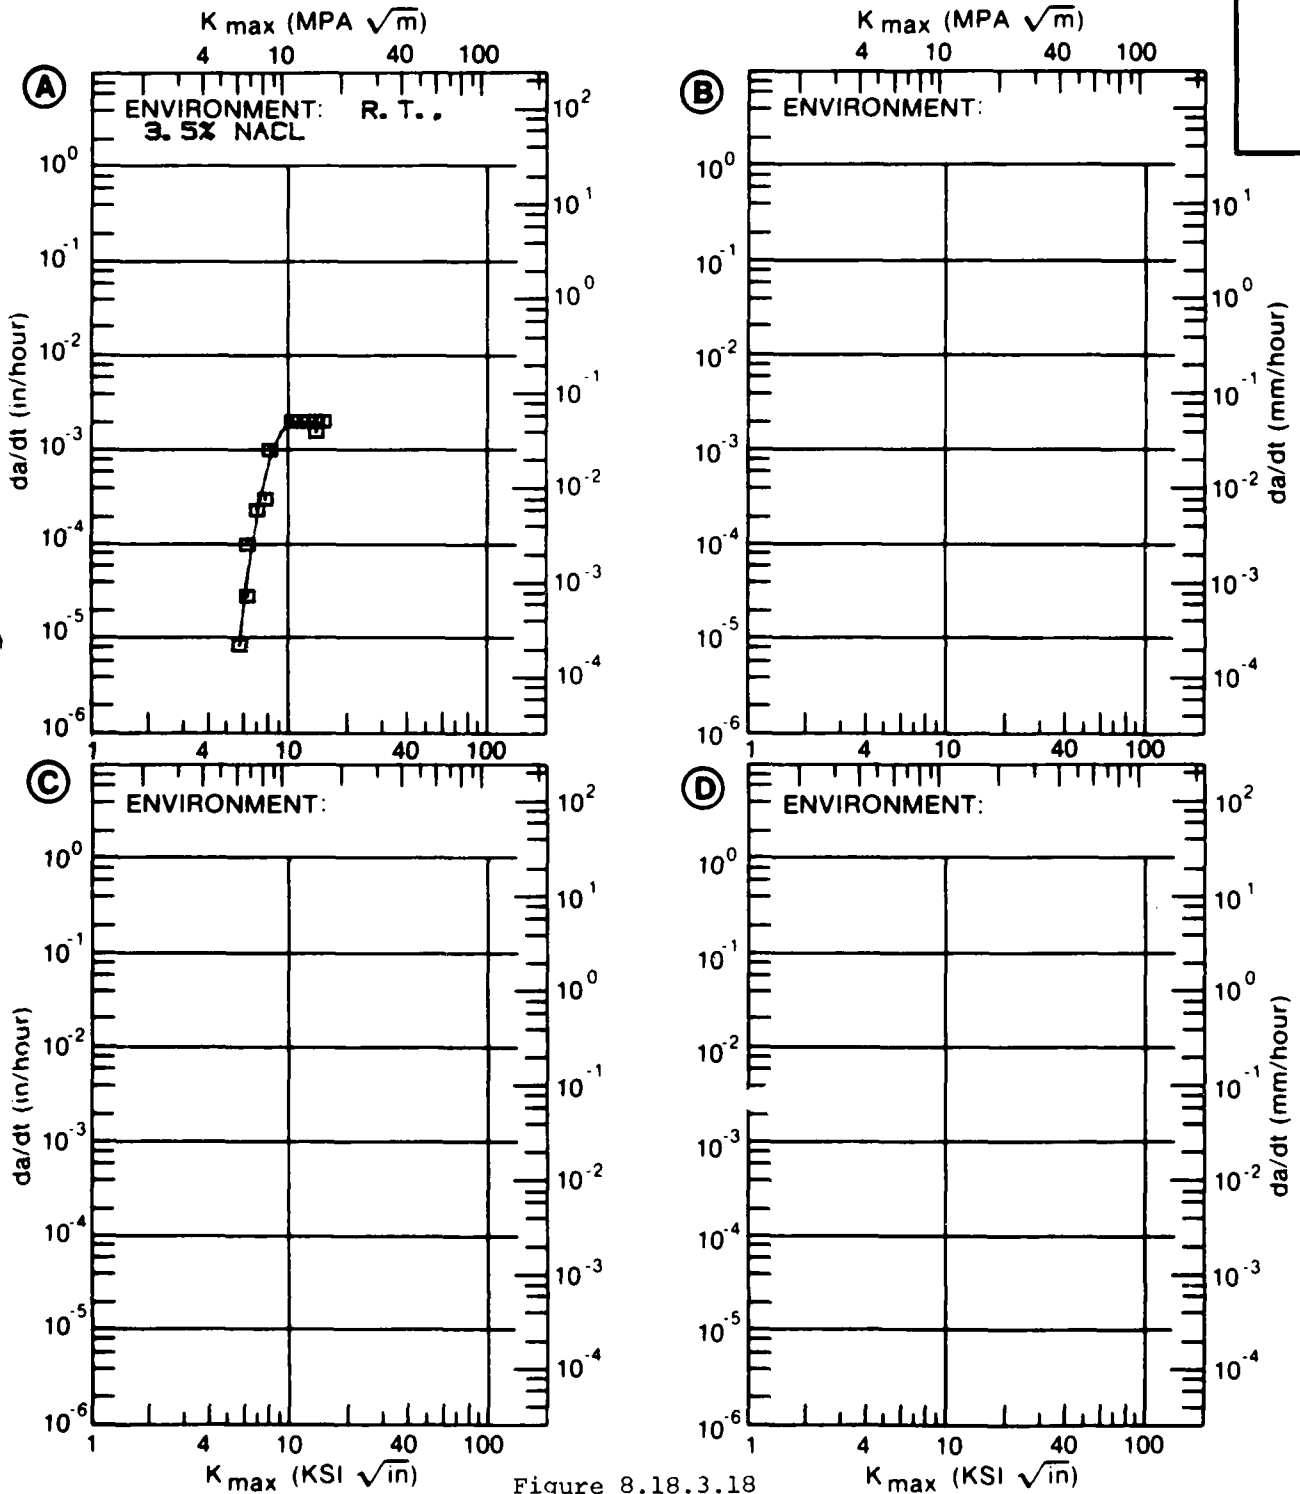 K max (MPA √m)
4 10 40 100
K max (MPA √m)
4 10 40 100
A
ENVIRONMENT: R.T.,
3.5% NACL
da/dt (in/hour)
10^0
10^-1
10^-2
10^-3
10^-4
10^-5
10^-6
10^2
10^1
10^0
10^-1
10^-2
10^-3
10^-4
1 4 10 40 100
B
ENVIRONMENT:
10^0
10^-1
10^-2
10^-3
10^-4
10^-5
10^-6
10^1
10^0
10^-1
10^-2
10^-3
10^-4
da/dt (mm/hour)
1 4 10 40 100
C
ENVIRONMENT:
da/dt (in/hour)
10^0
10^-1
10^-2
10^-3
10^-4
10^-5
10^-6
10^2
10^1
10^0
10^-1
10^-2
10^-3
10^-4
1 4 10 40 100
K max (KSI √in)
D
ENVIRONMENT:
10^0
10^-1
10^-2
10^-3
10^-4
10^-5
10^-6
10^2
10^1
10^0
10^-1
10^-2
10^-3
10^-4
da/dt (mm/hour)
1 4 10 40 100
K max (KSI √in)
Figure 8.18.3.18